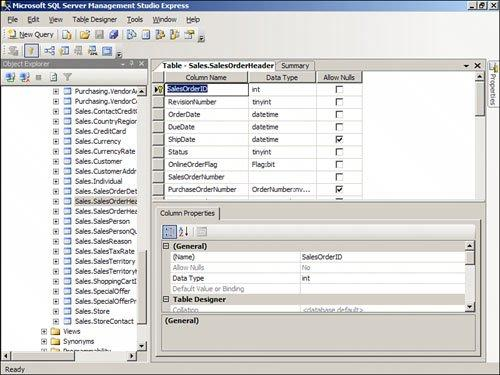 Microsoft SQL Server Management Studio Express
File Edit View Table Designer Tools Window Help
New Query
Object Explorer
Purchasing.VendorA
Purchasing.VendorC
Sales.ContactCreditC
Sales.CountryRegion
Sales.CreditCard
Sales.Currency
Sales.CurrencyRate
Sales.Customer
Sales.CustomerAddr
Sales.Individual
Sales.SalesOrderDet
Sales.SalesOrderHea
Sales.SalesOrderHea
Sales.SalesPerson
Sales.SalesPersonQu
Sales.SalesReason
Sales.SalesTaxRate
Sales.SalesTerritory
Sales.SalesTerritoryH
Sales.ShoppingCartI
Sales.SpecialOffer
Sales.SpecialOfferPr
Sales.Store
Sales.StoreContact
Views
Synonyms
Programmability
Table - Sales.SalesOrderHeader Summary
Column Name Data Type Allow Nulls
SalesOrderID int
RevisionNumber tinyint
OrderDate datetime
DueDate datetime
ShipDate datetime
Status tinyint
OnlineOrderFlag Flag:bit
SalesOrderNumber
PurchaseOrderNumber OrderNumber:nv...
Column Properties
(General)
(Name) SalesOrderID
Allow Nulls No
Data Type int
Default Value or Binding
Table Designer
Collation <database default>
(General)
Properties
Ready